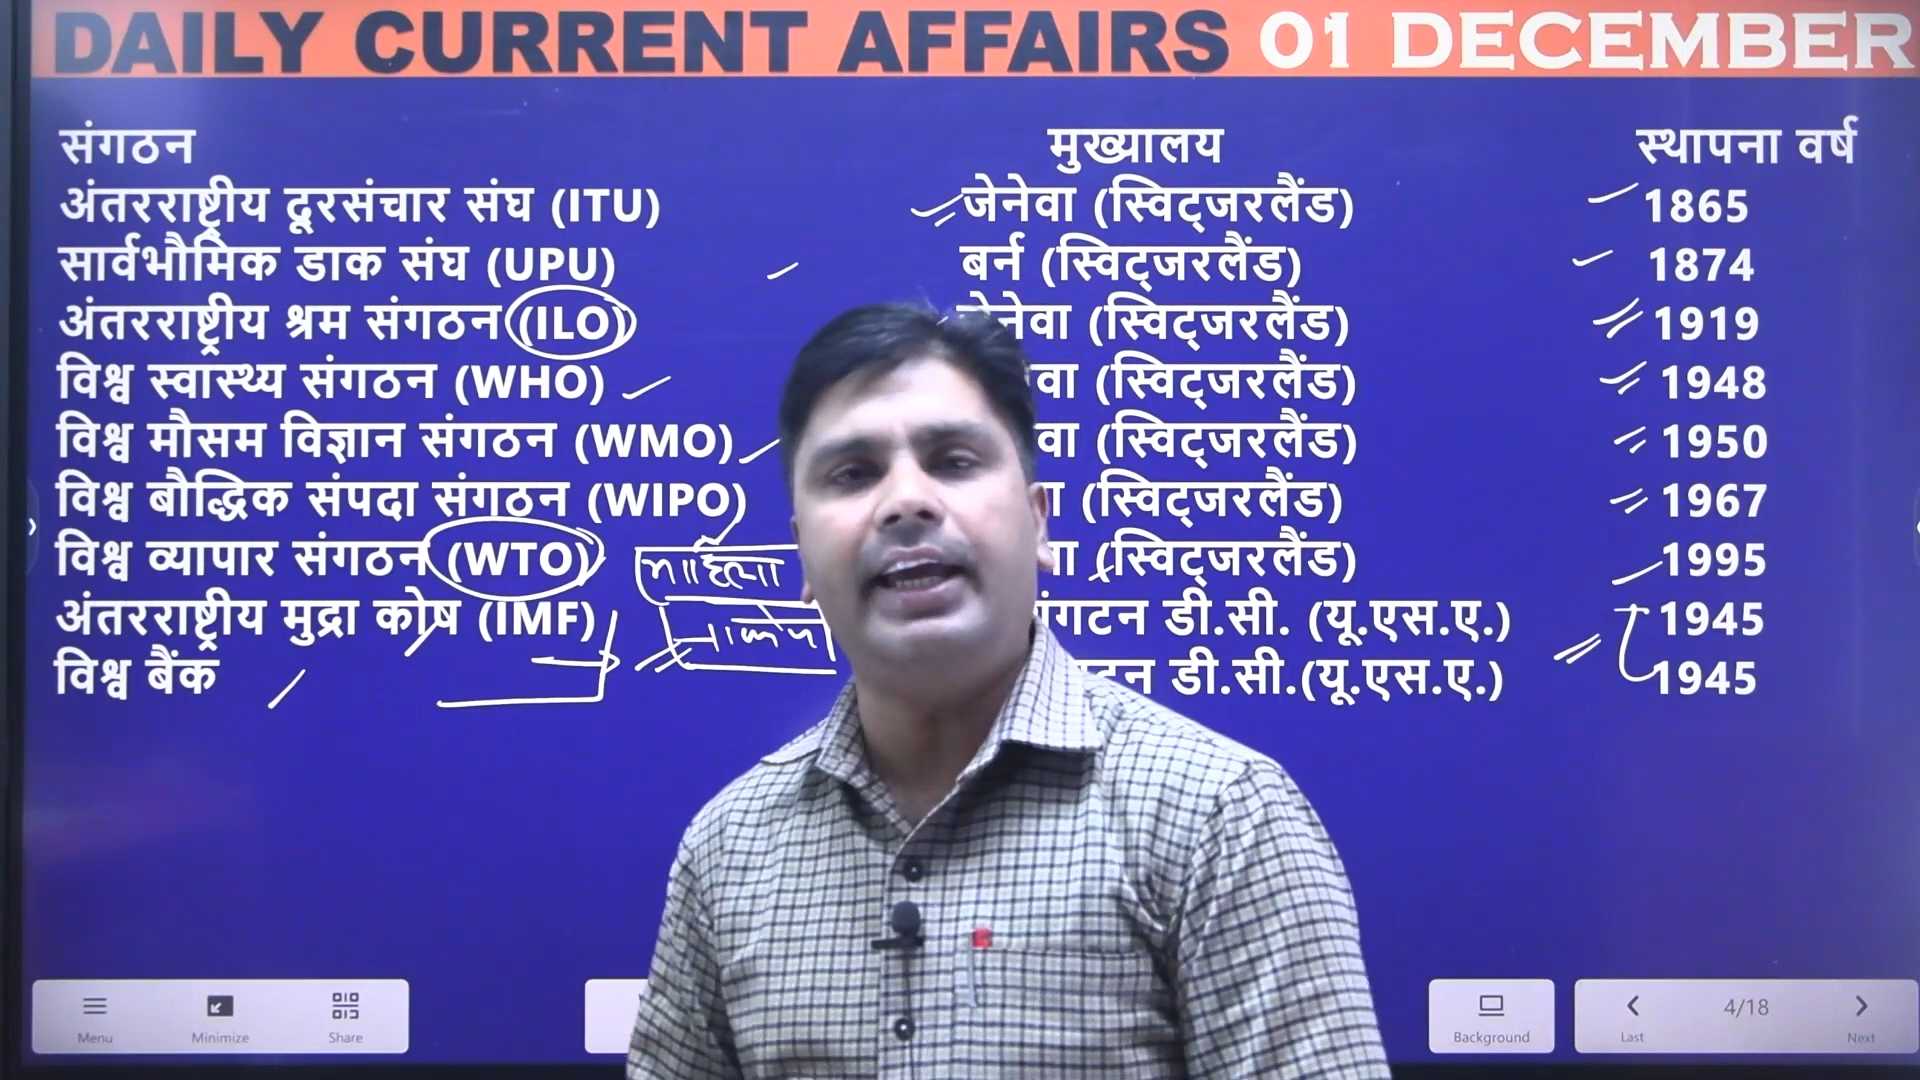 DAILY CURRENT AFFAIRS 01 DECEMBER
संगठन मुख्यालय स्थापना वर्ष
अंतरराष्ट्रीय दूरसंचार संघ (ITU) जेनेवा (स्विट्जरलैंड) 1865
सार्वभौमिक डाक संघ (UPU) बर्न (स्विट्जरलैंड) 1874
अंतरराष्ट्रीय श्रम संगठन (ILO) जेनेवा (स्विट्जरलैंड) 1919
विश्व स्वास्थ्य संगठन (WHO) (स्विट्जरलैंड) 1948
विश्व मौसम विज्ञान संगठन (WMO) (स्विट्जरलैंड) 1950
विश्व बौद्धिक संपदा संगठन (WIPO) (स्विट्जरलैंड) 1967
विश्व व्यापार संगठन (WTO) (स्विट्जरलैंड) 1995
अंतरराष्ट्रीय मुद्रा कोष (IMF) डी.सी. (यू.एस.ए.) 1945
विश्व बैंक डी.सी.(यू.एस.ए.) 1945
Menu Minimize Share Background Last 4/18 Next